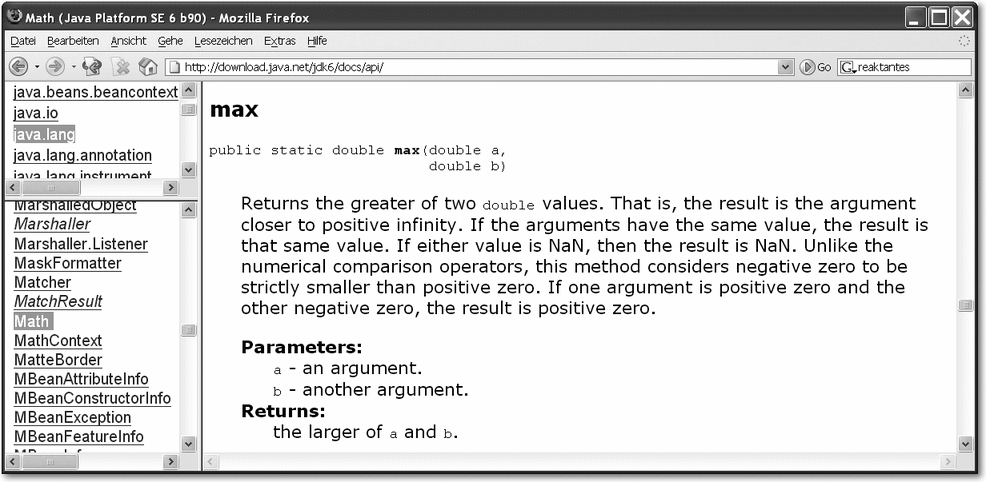 Math (Java Platform SE 6 b90) - Mozilla Firefox
Datei Bearbeiten Ansicht Gehe Lesezeichen Extras Hilfe
http://download.java.net/jdk6/docs/api/ Go G reaktantes
java.beans.beancontext
java.io
java.lang
java.lang.annotation
java.lang.instrument
MarshalledObject
Marshaller
Marshaller.Listener
MaskFormatter
Matcher
MatchResult
Math
MathContext
MatteBorder
MBeanAttributeInfo
MBeanConstructorInfo
MBeanException
MBeanFeatureInfo
max
public static double max(double a,
double b)
Returns the greater of two double values. That is, the result is the argument
closer to positive infinity. If the arguments have the same value, the result is
that same value. If either value is NaN, then the result is NaN. Unlike the
numerical comparison operators, this method considers negative zero to be
strictly smaller than positive zero. If one argument is positive zero and the
other negative zero, the result is positive zero.
Parameters:
a - an argument.
b - another argument.
Returns:
the larger of a and b.